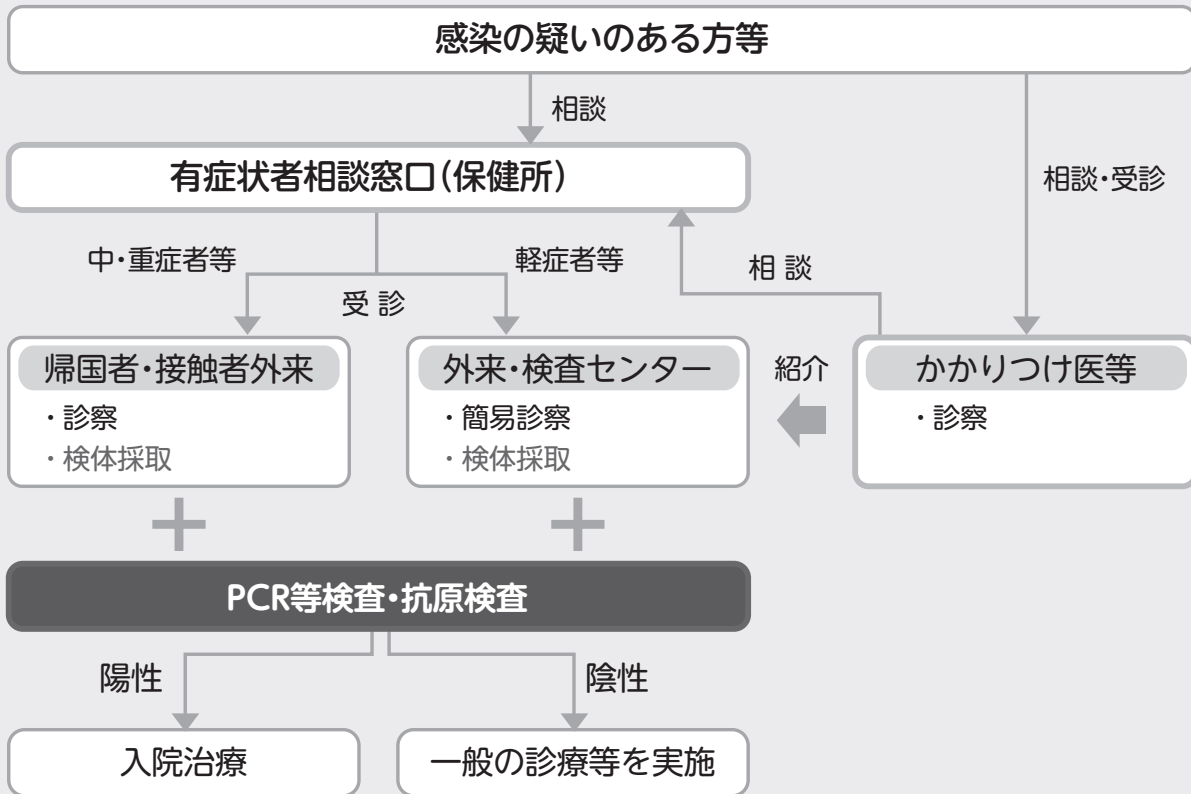 感染の疑いのある方等
相談
有症状者相談窓口（保健所）
相談・受診
中・重症者等
軽症者等
相 談
受 診
帰国者・接触者外来
・診察
・検体採取
外来・検査センター
・簡易診察
・検体採取
紹介
かかりつけ医等
・診察
PCR等検査・抗原検査
陽性
陰性
入院治療
一般の診療等を実施